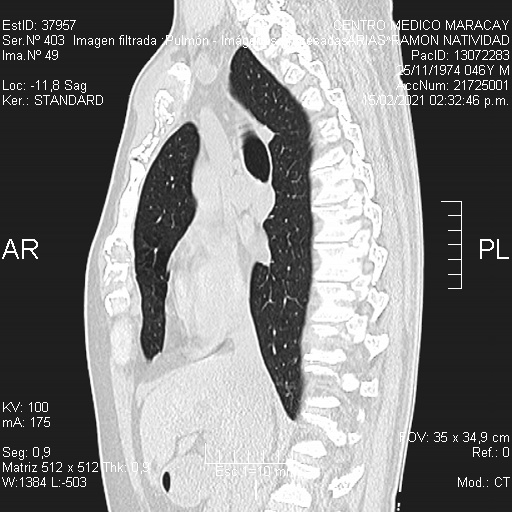 EstID: 37957
CENTRO MEDICO MARACAY
Ser.Nº 403 Imagen filtrada :Pulmón - ARIAS^RAMON NATIVIDAD
Ima.Nº 49
PacID: 13072283
25/11/1974 046Y M
Loc: -11,8 Sag
AccNum: 21725001
Ker.: STANDARD
15/02/2021 02:32:46 p.m.
AR
PL
KV: 100
mA: 175
FOV: 35 x 34,9 cm
Seg: 0,9
Ref.: 0
Matriz 512 x 512 Thk: 0,9
W:1384 L:-503
Mod.: CT